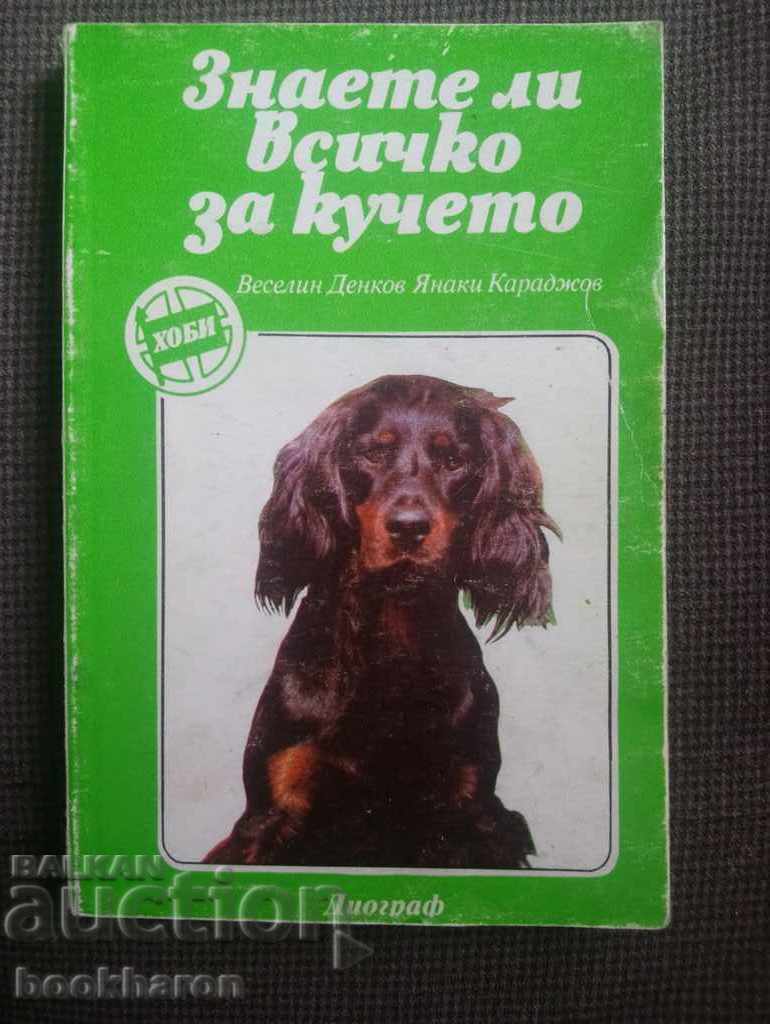 Знаете ли
всичко
за кучето
Веселин Денков Янаки Караджов
ХОБИ
Диограф
BALKAN
auction
bookharon